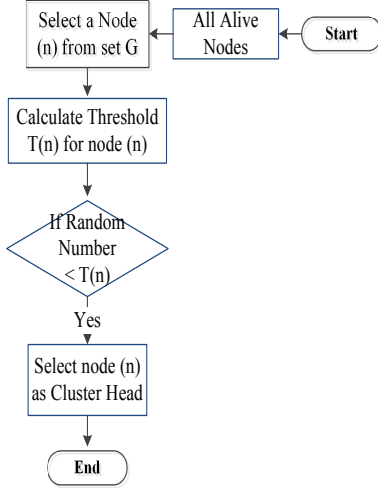 Start
All Alive
Nodes
Select a Node
(n) from set G
Calculate Threshold
T(n) for node (n)
If Random
Number
< T(n)
Yes
Select node (n)
as Cluster Head
End